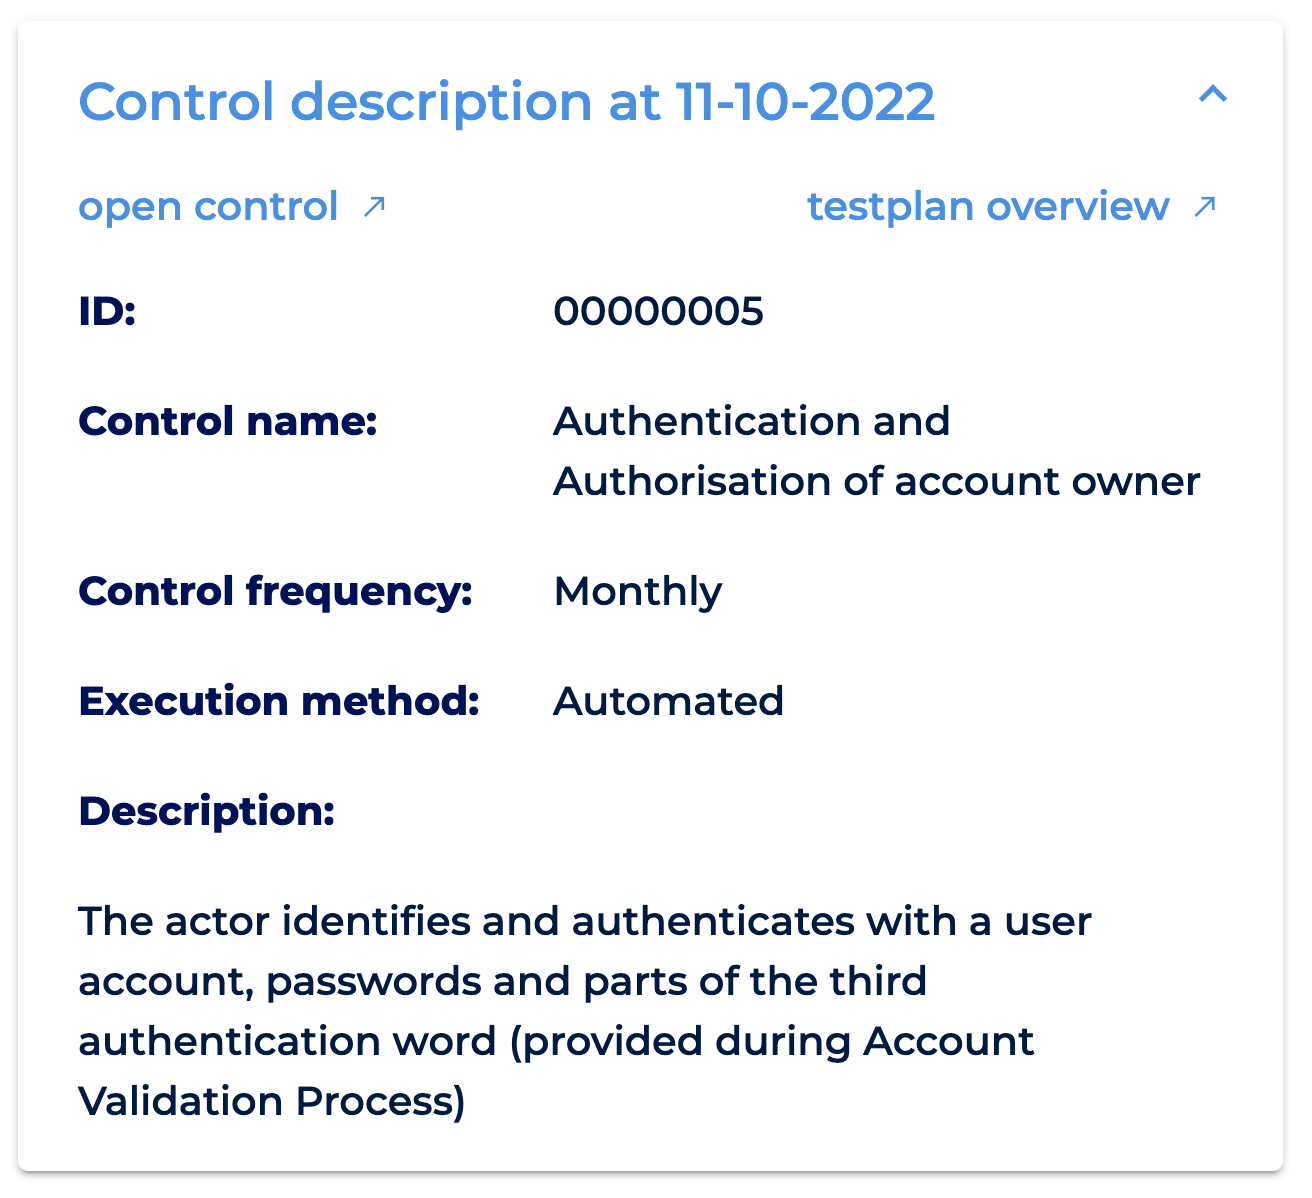 Control description at 11-10-2022
open control
testplan overview
ID: 00000005
Control name: Authentication and
Authorisation of account owner
Control frequency: Monthly
Execution method: Automated
Description:
The actor identifies and authenticates with a user
account, passwords and parts of the third
authentication word (provided during Account
Validation Process)